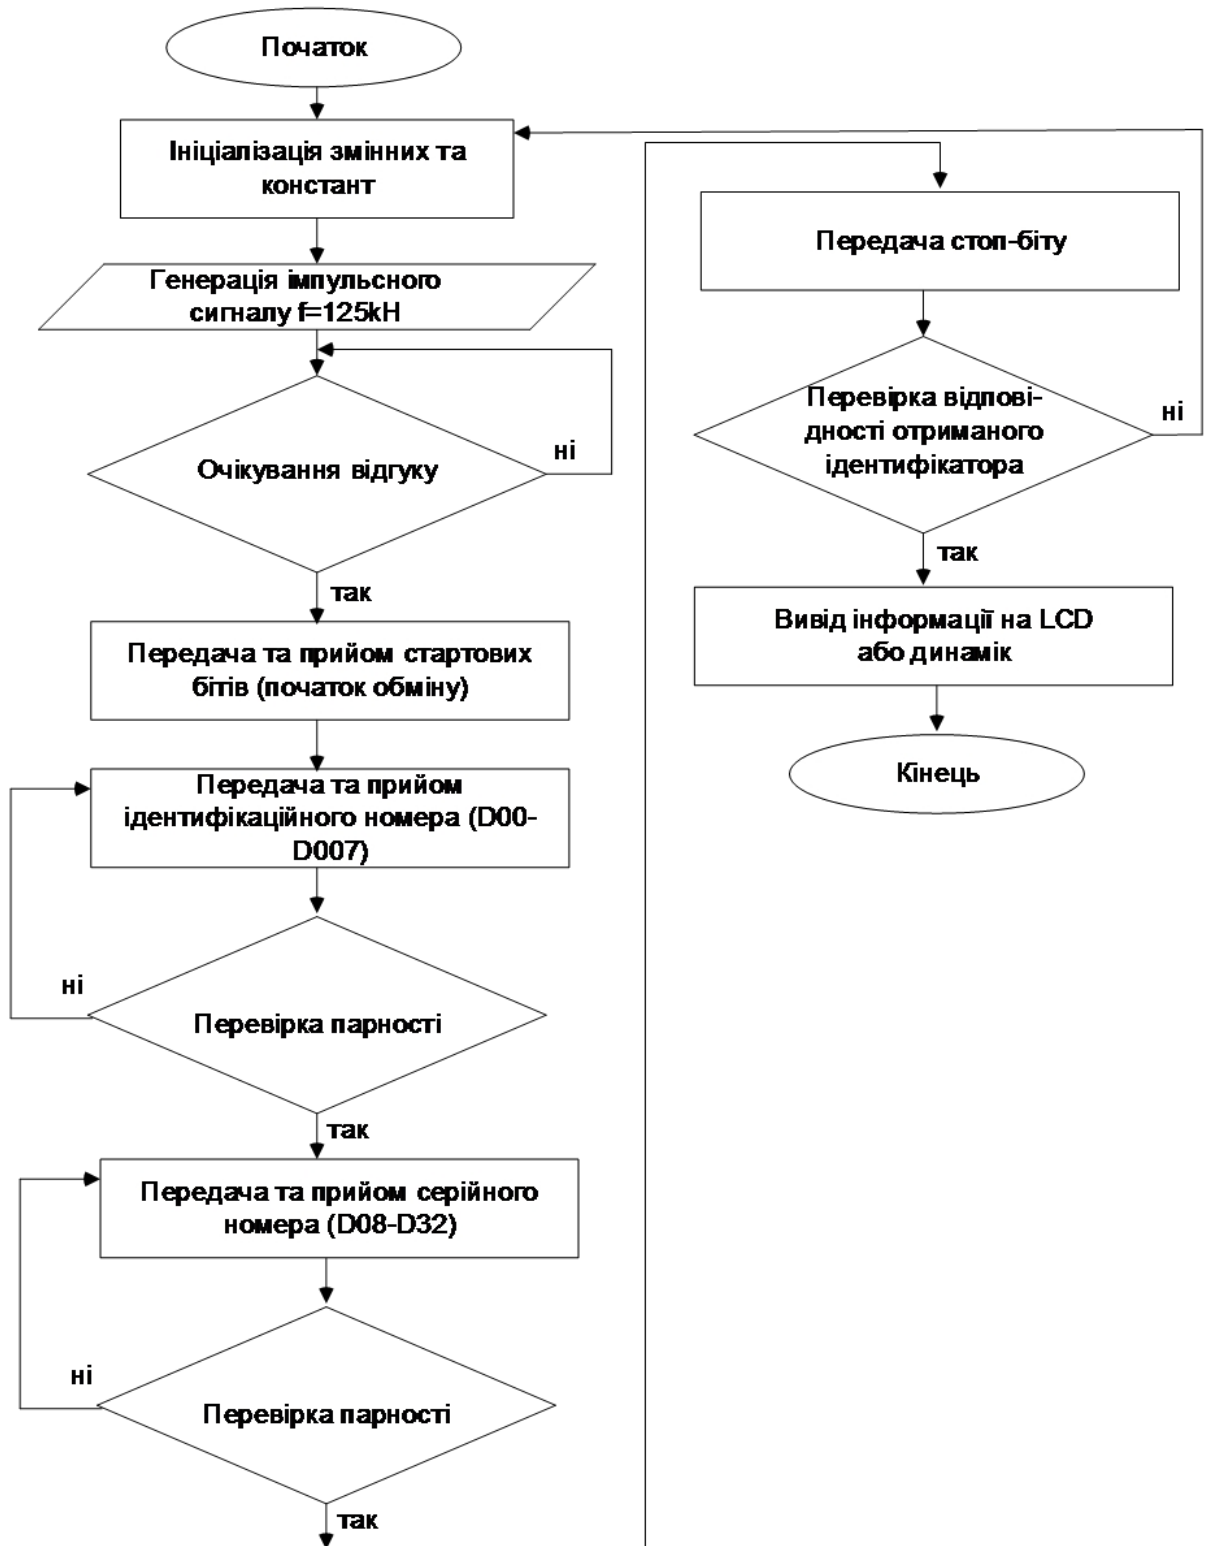 Початок
Ініціалізація змінних та
констант
Генерація імпульсного
сигналу f=125kH
Очікування відгуку
ні
так
Передача та прийом стартових
бітів (початок обміну)
Передача та прийом
ідентифікаційного номера (D00-
D007)
ні
Перевірка парності
так
Передача та прийом серійного
номера (D08-D32)
ні
Перевірка парності
так
Передача стоп-біту
Перевірка відпові-
дності отриманого
ідентифікатора
ні
так
Вивід інформації на LCD
або динамік
Кінець